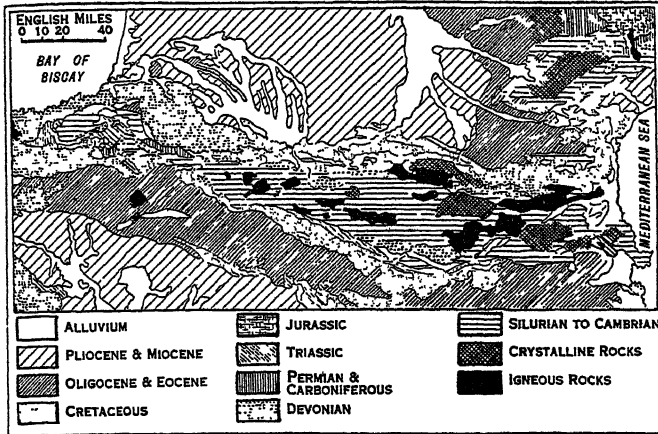 ENGLISH MILES
0 10 20 40
BAY OF
BISCAY
MEDITERRANEAN SEA
ALLUVIUM
PLIOCENE & MIOCENE
OLIGOCENE & EOCENE
CRETACEOUS
JURASSIC
TRIASSIC
PERMIAN &
CARBONIFEROUS
DEVONIAN
SILURIAN TO CAMBRIAN
CRYSTALLINE ROCKS
IGNEOUS ROCKS